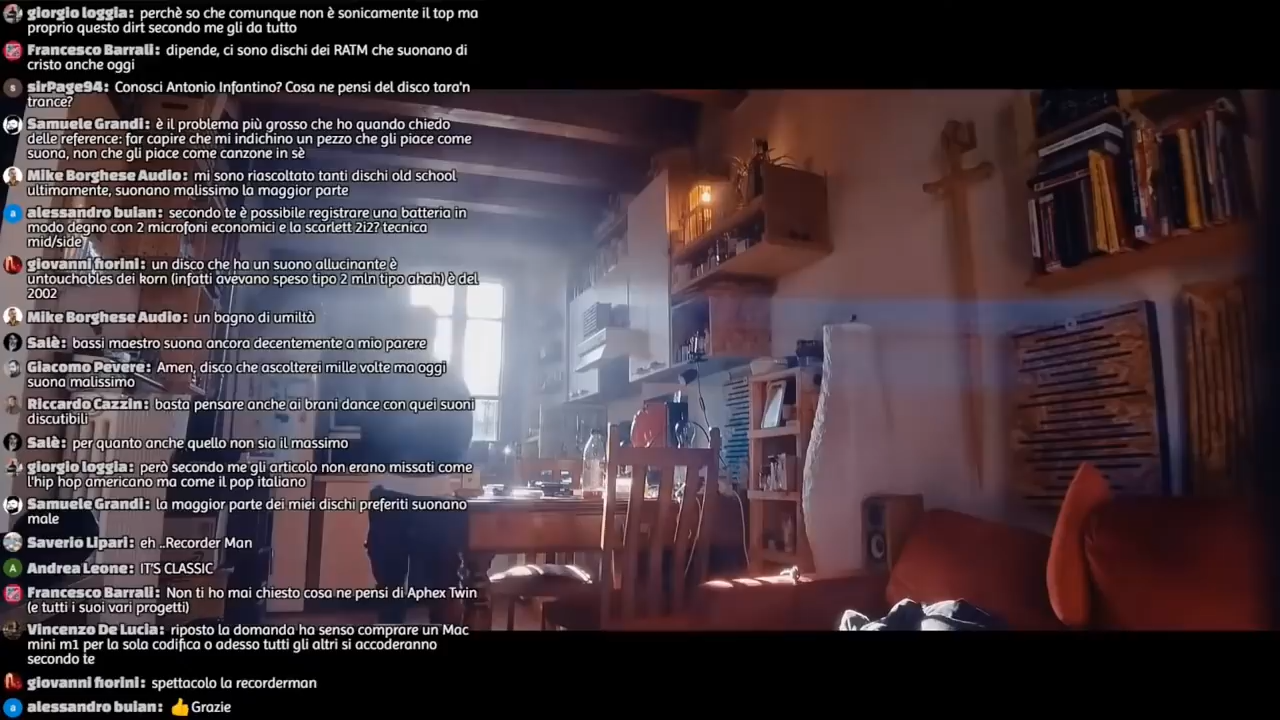 giorgio loggia: perchè so che comunque non è sonicamente il top ma
proprio questo dirt secondo me gli da tutto
Francesco Barrali: dipende, ci sono dischi dei RATM che suonano di
cristo anche oggi
sirPage94: Conosci Antonio Infantino? Cosa ne pensi del disco tara'n
trance?
Samuele Grandi: è il problema più grosso che ho quando chiedo
delle reference: far capire che mi indichino un pezzo che gli piace come
suona, non che gli piace come canzone in sè
Mike Borghese Audio: mi sono riascoltato tanti dischi old school
ultimamente, suonano malissimo la maggior parte
alessandro buian: secondo te è possibile registrare una batteria in
modo degno con 2 microfoni economici e la scarlett 2i2? tecnica
mid/side
giovanni fiorini: un disco che ha un suono allucinante è
untouchables dei korn (infatti avevano speso tipo 2 mln tipo ahah) è del
2002
Mike Borghese Audio: un bagno di umiltà
Salè: bassi maestro suona ancora decentemente a mio parere
Giacomo Pevere: Amen, disco che ascolterei mille volte ma oggi
suona malissimo
Riccardo Cazzin: basta pensare anche ai brani dance con quei suoni
discutibili
Salè: per quanto anche quello non sia il massimo
giorgio loggia: però secondo me gli articolo non erano missati come
l'hip hop americano ma come il pop italiano
Samuele Grandi: la maggior parte dei miei dischi preferiti suonano
male
Saverio Lipari: eh ..Recorder Man
Andrea Leone: IT'S CLASSIC
Francesco Barrali: Non ti ho mai chiesto cosa ne pensi di Aphex Twin
(e tutti i suoi vari progetti)
Vincenzo De Lucia: riposto la domanda ha senso comprare un Mac
mini m1 per la sola codifica o adesso tutti gli altri si accoderanno
secondo te
giovanni fiorini: spettacolo la recorderman
alessandro buian: 👍Grazie